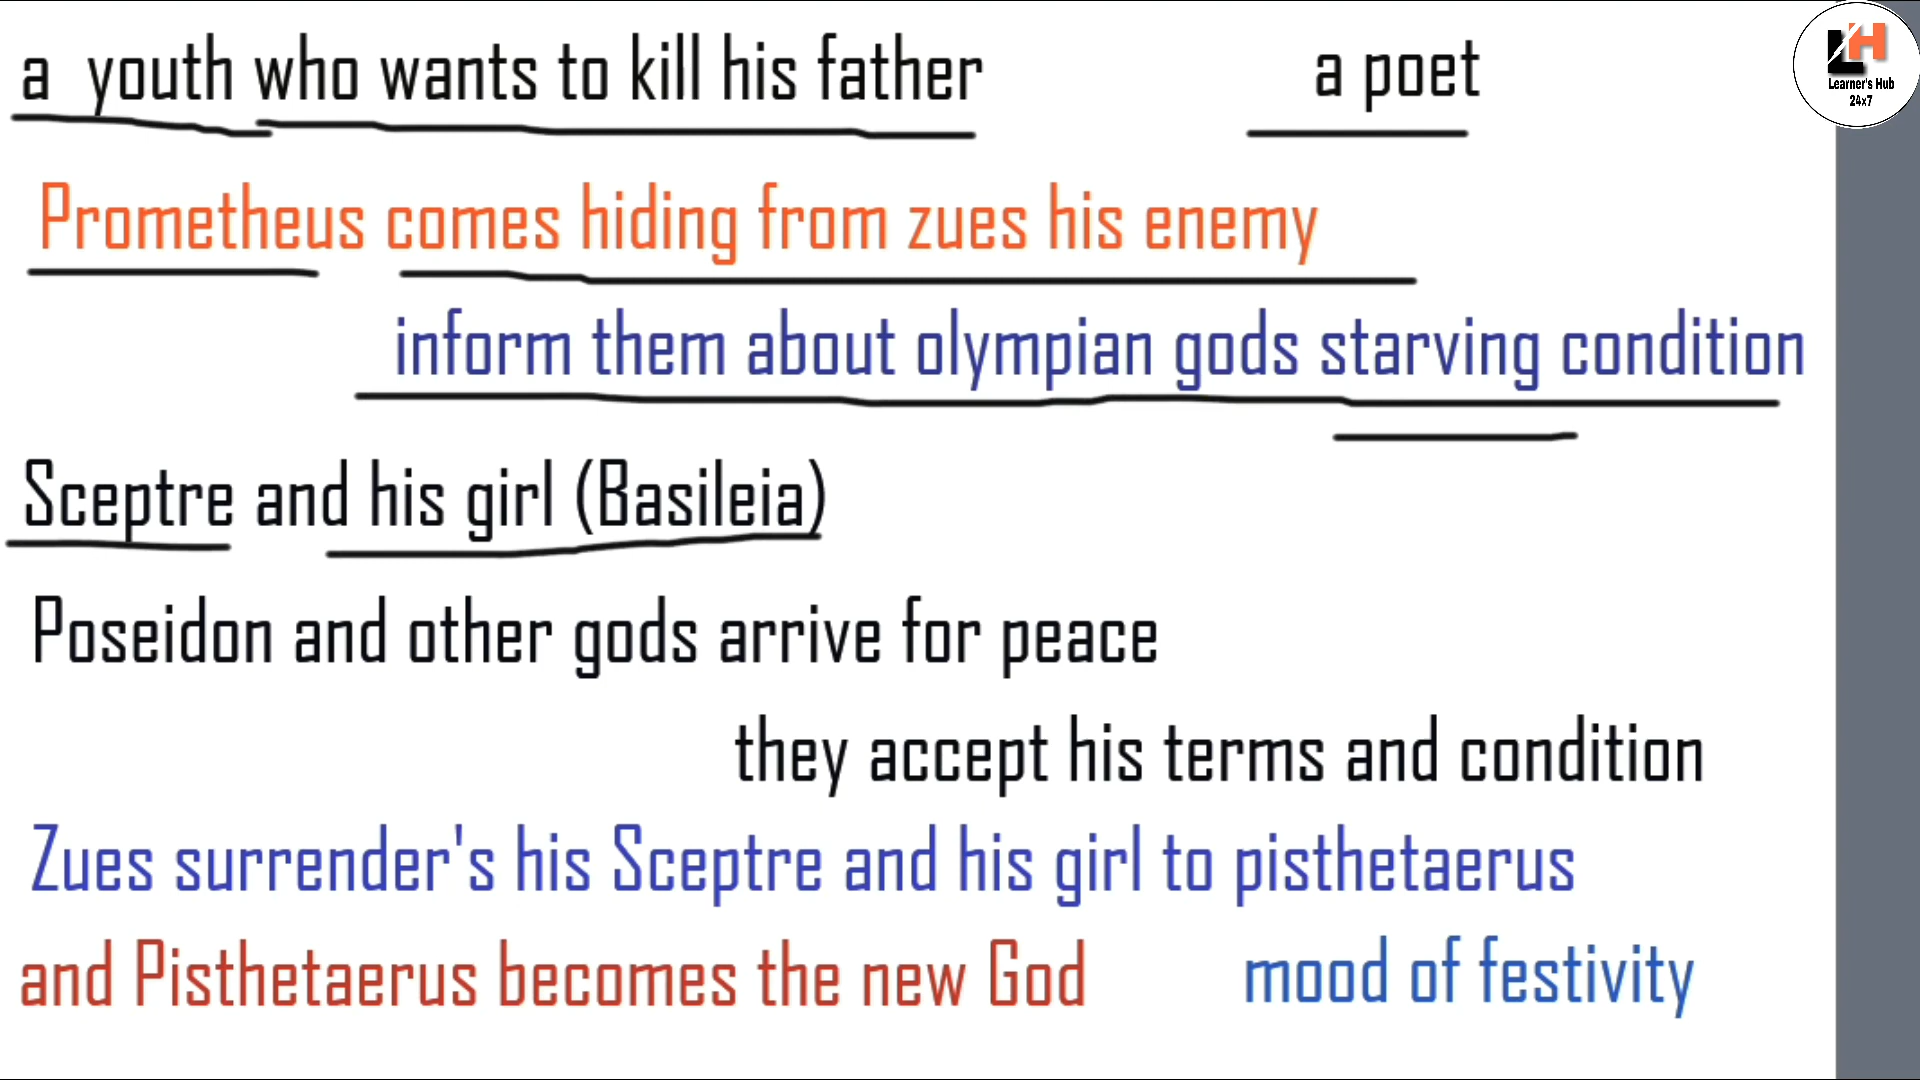 a youth who wants to kill his father
a poet
LH
Learner's Hub
24x7
Prometheus comes hiding from zues his enemy
inform them about olympian gods starving condition
Sceptre and his girl (Basileia)
Poseidon and other gods arrive for peace
they accept his terms and condition
Zues surrender's his Sceptre and his girl to pisthetaerus
and Pisthetaerus becomes the new God
mood of festivity